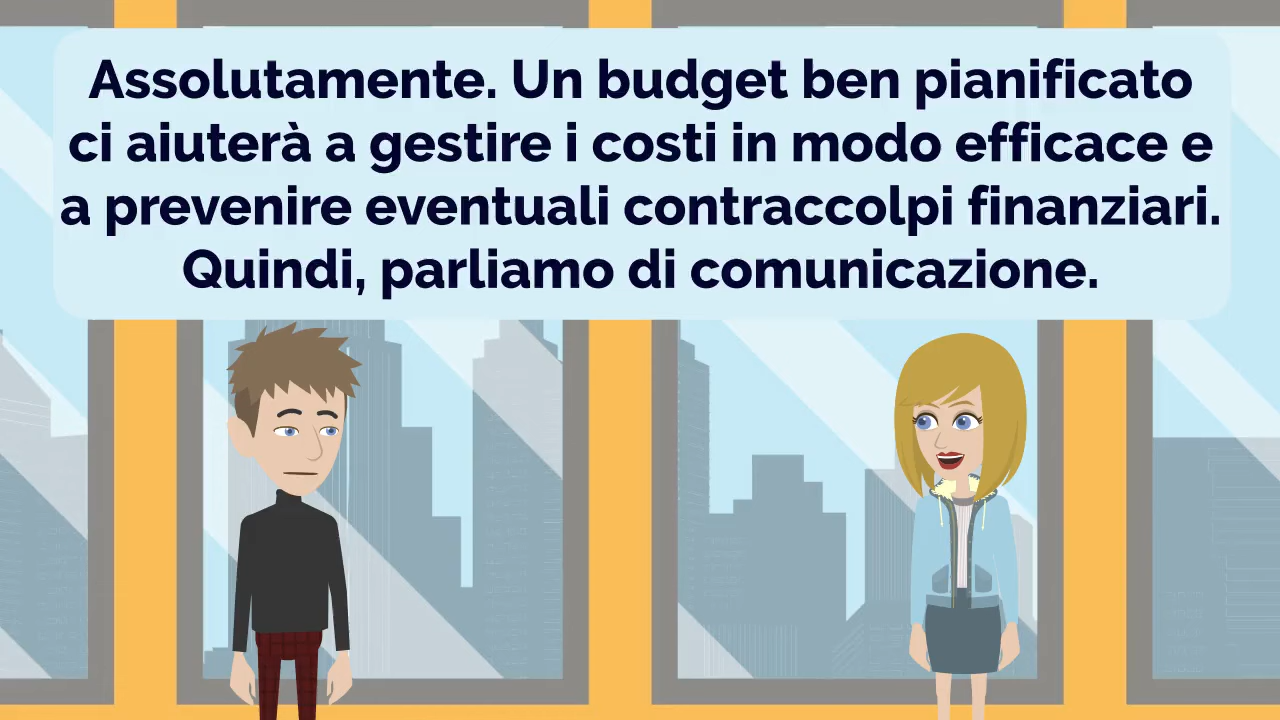 Assolutamente. Un budget ben pianificato
ci aiuterà a gestire i costi in modo efficace e
a prevenire eventuali contraccolpi finanziari.
Quindi, parliamo di comunicazione.